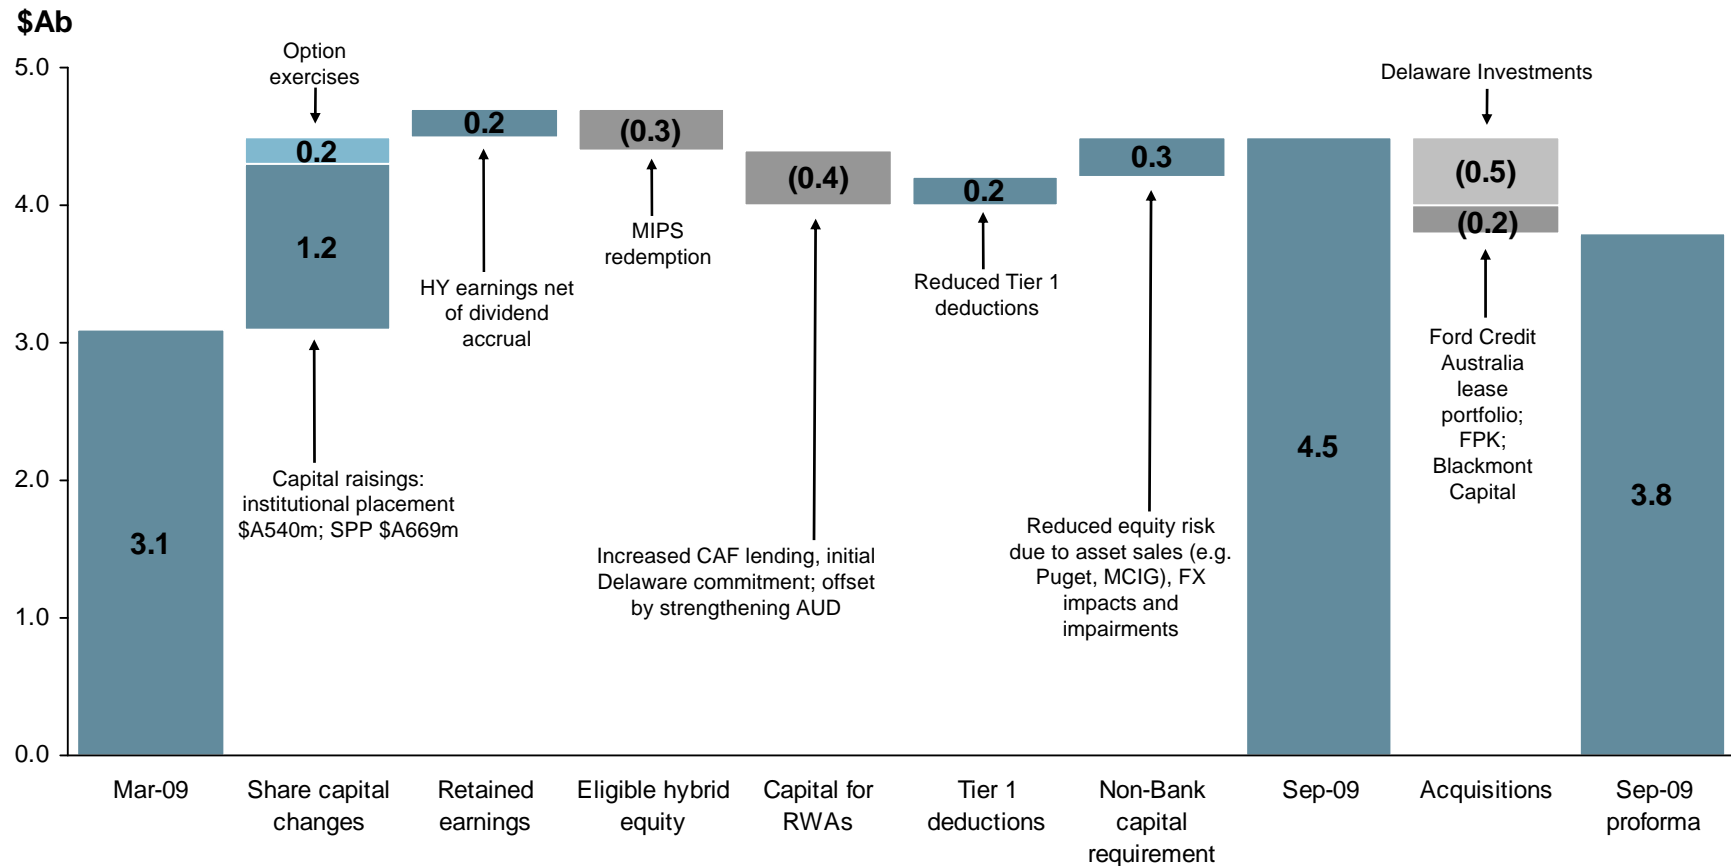 $Ab
5.0
4.0
3.0
2.0
1.0
0.0
3.1
Option
exercises
0.2
1.2
Capital raisings:
institutional placement
$A540m; SPP $A669m
0.2
HY earnings net
of dividend
accrual
(0.3)
MIPS
redemption
(0.4)
Increased CAF lending, initial
Delaware commitment; offset
by strengthening AUD
0.2
Reduced Tier 1
deductions
0.3
Reduced equity risk
due to asset sales (e.g.
Puget, MCIG), FX
impacts and
impairments
4.5
Delaware Investments
(0.5)
(0.2)
Ford Credit
Australia
lease
portfolio;
FPK;
Blackmont
Capital
3.8
Mar-09
Share capital
changes
Retained
earnings
Eligible hybrid
equity
Capital for
RWAs
Tier 1
deductions
Non-Bank
capital
requirement
Sep-09
Acquisitions
Sep-09
proforma